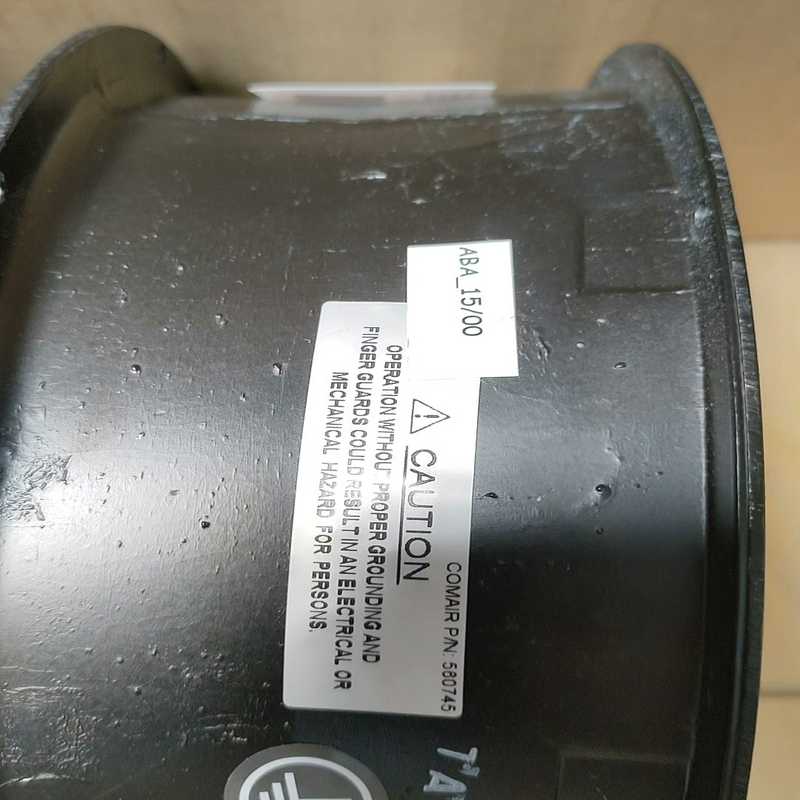 ABA_15/00
COMAIR P/N: 580745
CAUTION
OPERATION WITHOUT PROPER GROUNDING AND
FINGER GUARDS COULD RESULT IN AN ELECTRICAL OR
MECHANICAL HAZARD FOR PERSONS.